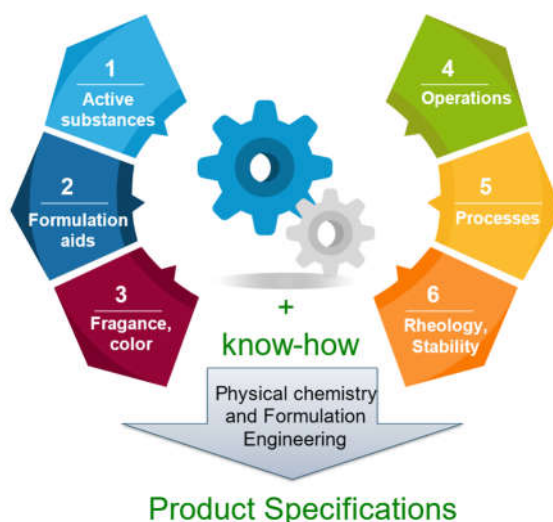 1
Active
substances
2
Formulation
aids
3
Fragance,
color
4
Operations
5
Processes
6
Rheology,
Stability
+
know-how
Physical chemistry
and Formulation
Engineering
Product Specifications